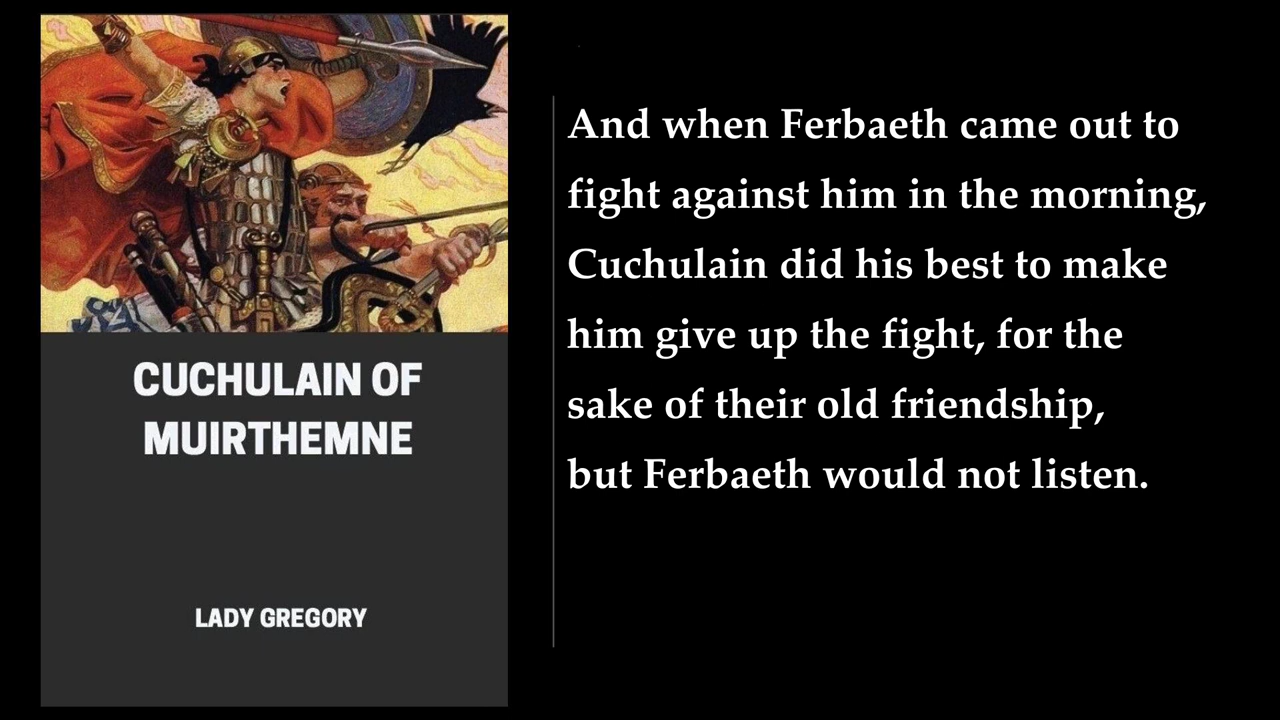 CUCHULAIN OF
MUIRTHEMNE
LADY GREGORY
And when Ferbaeth came out to
fight against him in the morning,
Cuchulain did his best to make
him give up the fight, for the
sake of their old friendship,
but Ferbaeth would not listen.